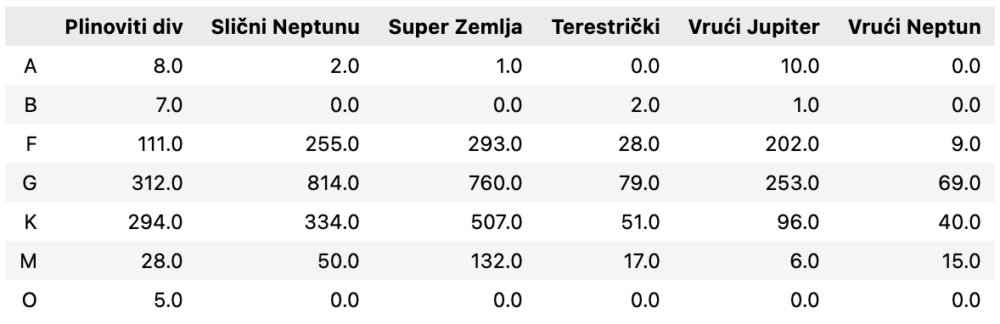 Plinoviti div Slični Neptunu Super Zemlja Terestrički Vrući Jupiter Vrući Neptun
A 8.0 2.0 1.0 0.0 10.0 0.0
B 7.0 0.0 0.0 2.0 1.0 0.0
F 111.0 255.0 293.0 28.0 202.0 9.0
G 312.0 814.0 760.0 79.0 253.0 69.0
K 294.0 334.0 507.0 51.0 96.0 40.0
M 28.0 50.0 132.0 17.0 6.0 15.0
O 5.0 0.0 0.0 0.0 0.0 0.0